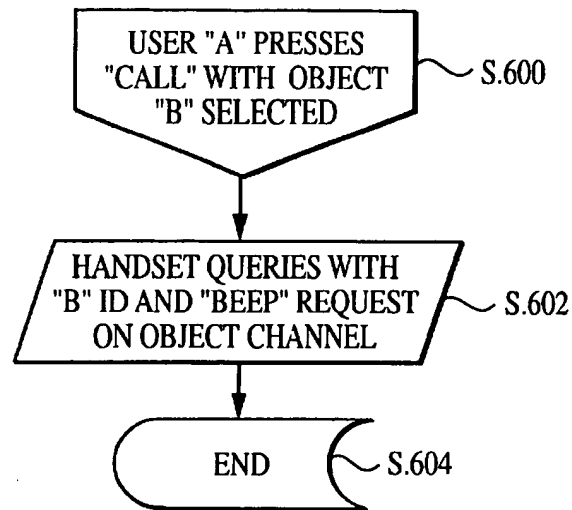 USER "A" PRESSES
"CALL" WITH OBJECT
"B" SELECTED
S.600
HANDSET QUERIES WITH
"B" ID AND "BEEP" REQUEST
ON OBJECT CHANNEL
S.602
END
S.604